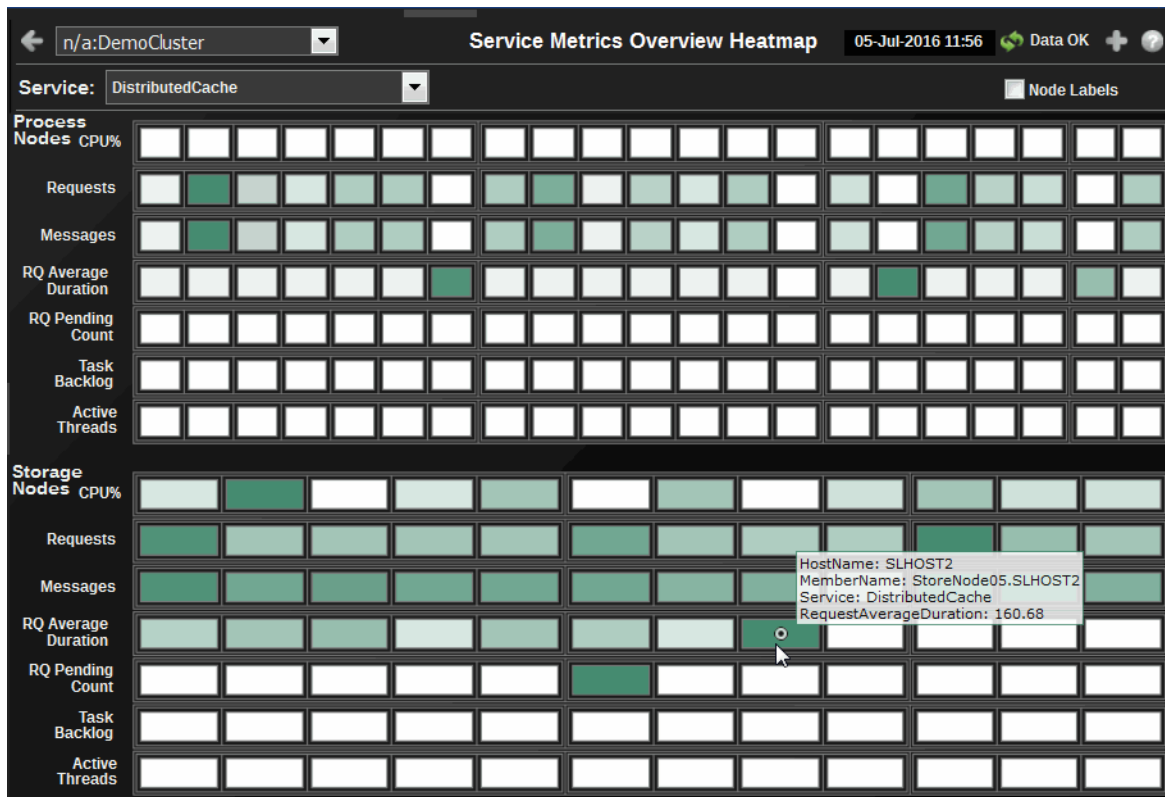 n/a:DemoCluster
Service Metrics Overview Heatmap
05-Jul-2016 11:56
Data OK
?
Service:
DistributedCache
Node Labels
Process
Nodes CPU%
Requests
Messages
RQ Average
Duration
RQ Pending
Count
Task
Backlog
Active
Threads
Storage
Nodes CPU%
Requests
HostName: SLHOST2
MemberName: StoreNode05.SLHOST2
Service: DistributedCache
RequestAverageDuration: 160.68
Messages
RQ Average
Duration
RQ Pending
Count
Task
Backlog
Active
Threads